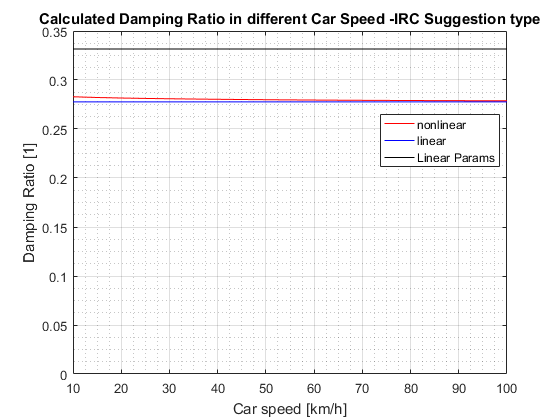 Calculated Damping Ratio in different Car Speed -IRC Suggestion type
0.35
0.3
0.25
0.2
0.15
0.1
0.05
0
Damping Ratio [1]
nonlinear
linear
Linear Params
10 20 30 40 50 60 70 80 90 100
Car speed [km/h]